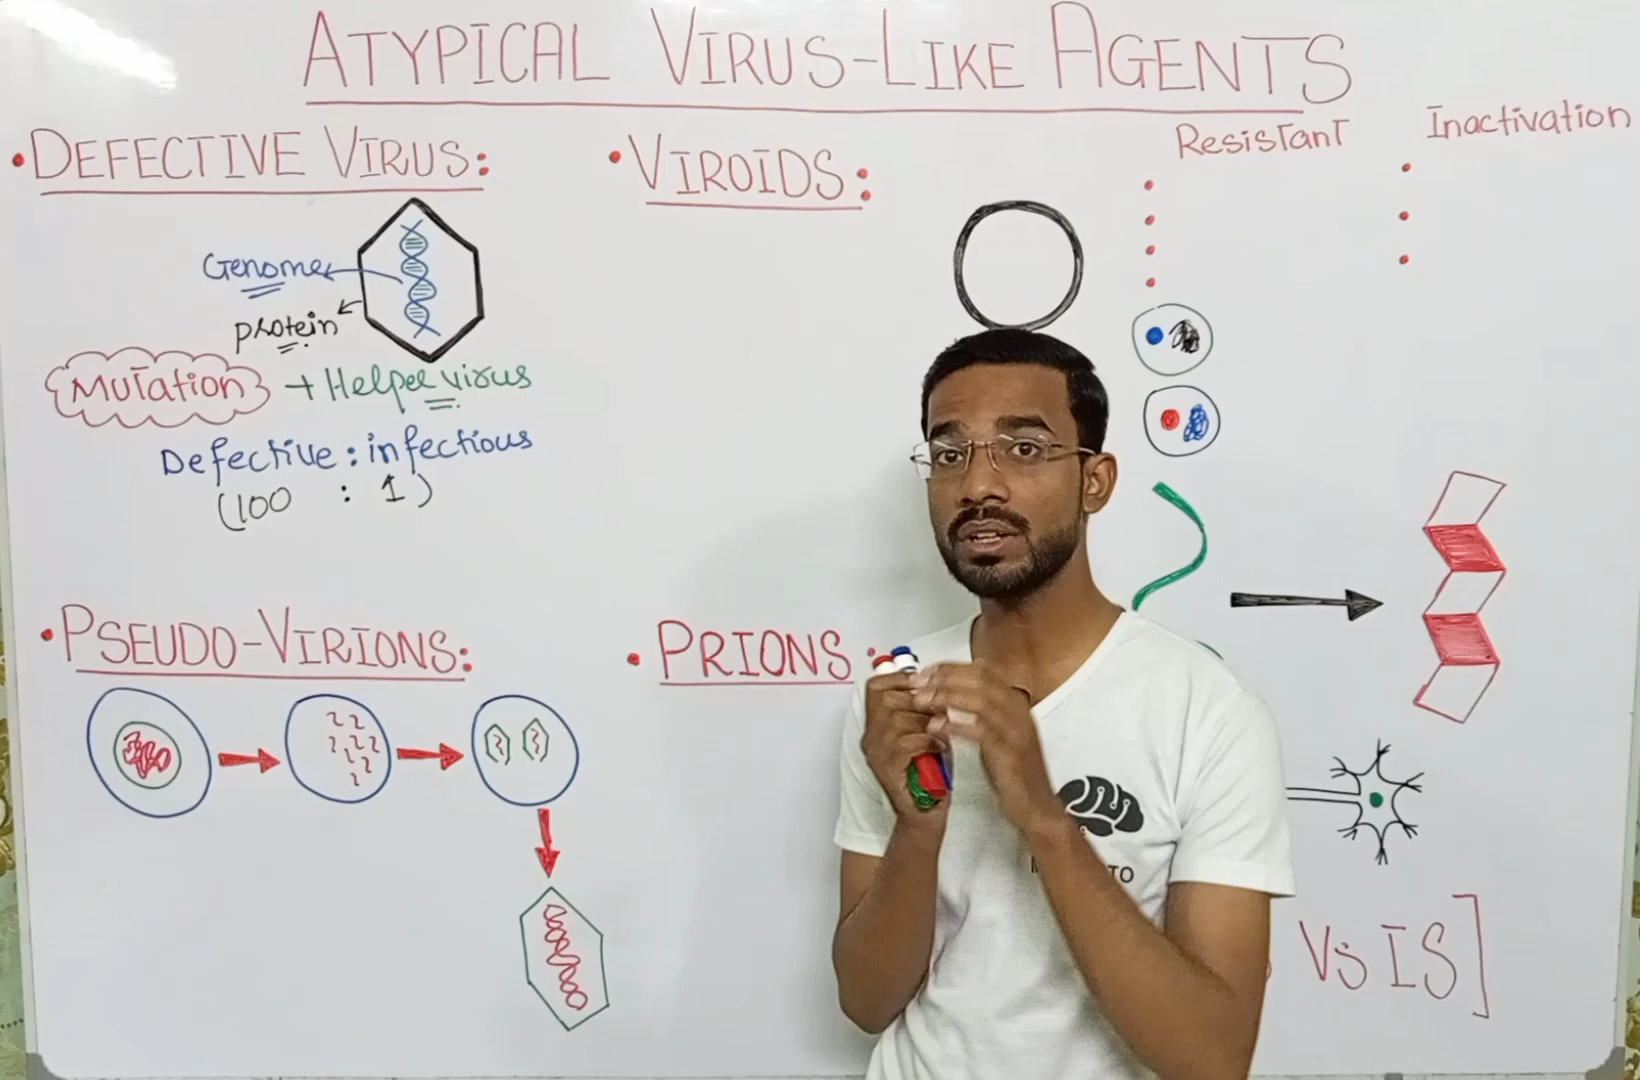 ATYPICAL VIRUS-LIKE AGENTS
• DEFECTIVE VIRUS:
Genome
protein
Mutation + Helper virus
Defective : infectious
(100 : 1)
• VIROIDS:
Resistant
Inactivation
• PSEUDO-VIRIONS:
• PRIONS:
Vs IS]